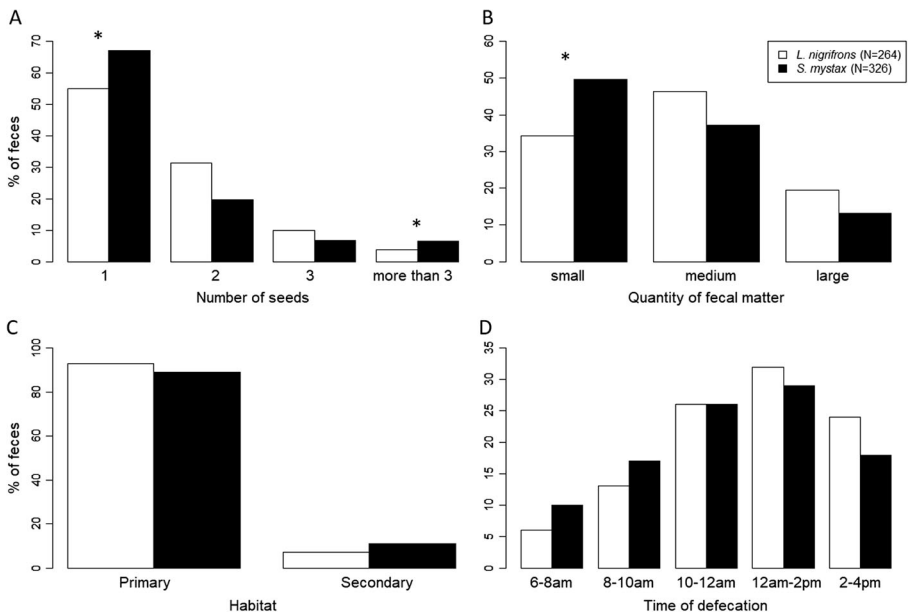 A
% of feces
0 10 20 30 40 50 60 70
*
*
1 2 3 more than 3
Number of seeds
B
0 10 20 30 40 50 60
*
L. nigrifrons (N=264)
S. mystax (N=326)
small medium large
Quantity of fecal matter
C
% of feces
0 20 40 60 80 100
Primary Secondary
Habitat
D
0 5 10 15 20 25 30 35
6-8am 8-10am 10-12am 12am-2pm 2-4pm
Time of defecation